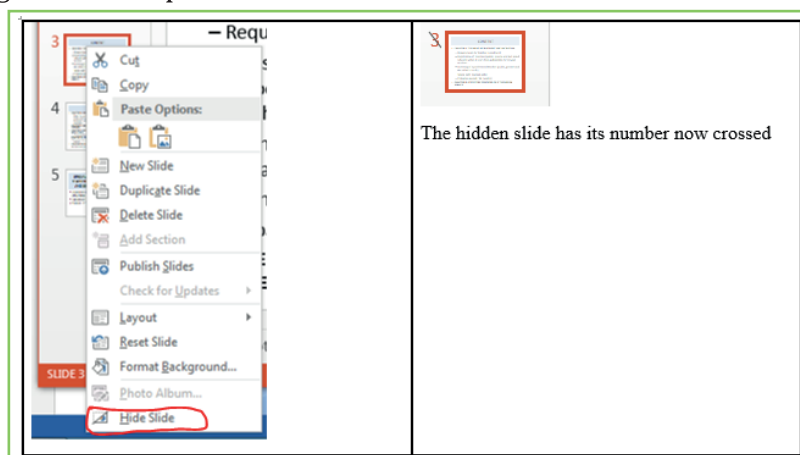 3
– Requ
Cut
Copy
4
Paste Options:
New Slide
5
Duplicate Slide
Delete Slide
Add Section
Publish Slides
Check for Updates
Layout
Reset Slide
Format Background...
SLIDE 3
Photo Album...
Hide Slide
3
The hidden slide has its number now crossed